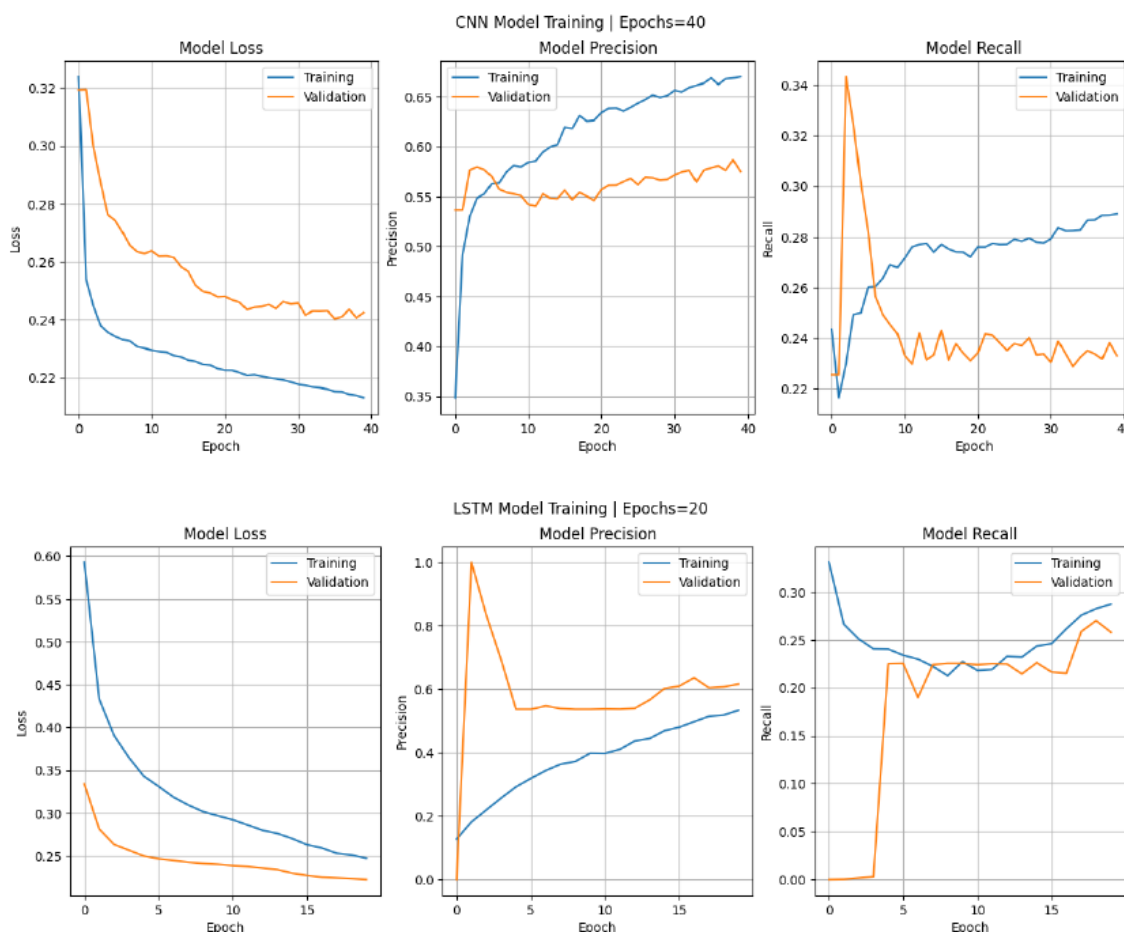 CNN Model Training | Epochs=40
Model Loss
Model Precision
Model Recall
Training
Validation
Training
Validation
Training
Validation
0.32
0.30
0.28
0.26
0.24
0.22
Loss
0
10
20
30
40
Epoch
0.65
0.60
0.55
0.50
0.45
0.40
0.35
Precision
0
10
20
30
40
Epoch
0.34
0.32
0.30
0.28
0.26
0.24
0.22
Recall
0
10
20
30
Epoch
LSTM Model Training | Epochs=20
Model Loss
Model Precision
Model Recall
Training
Validation
Training
Validation
Training
Validation
0.60
0.55
0.50
0.45
0.40
0.35
0.30
0.25
Loss
0
5
10
15
Epoch
1.0
0.8
0.6
0.4
0.2
0.0
Precision
0
5
10
15
Epoch
0.30
0.25
0.20
0.15
0.10
0.05
0.00
Recall
0
5
10
15
Epoch